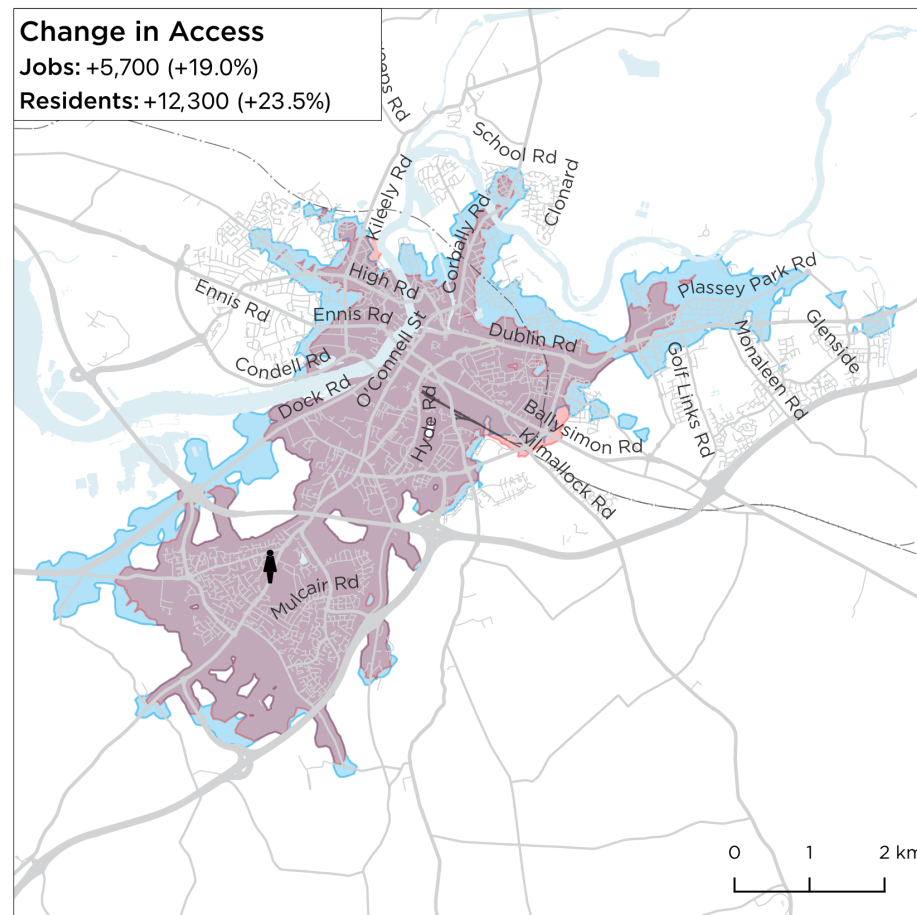 Change in Access
Jobs: +5,700 (+19.0%)
Residents: +12,300 (+23.5%)
Rd
School Rd
Kileely Rd
Clonard
Corbally Rd
High Rd
Plassey Park Rd
Ennis Rd
Ennis Rd
O'Connell St
Dublin Rd
Glenside
Monaleen Rd
Golf Links Rd
Condell Rd
Dock Rd
Hyde Rd
Ballysimon Rd
Kilmallock Rd
Mulcair Rd
0 1 2 km